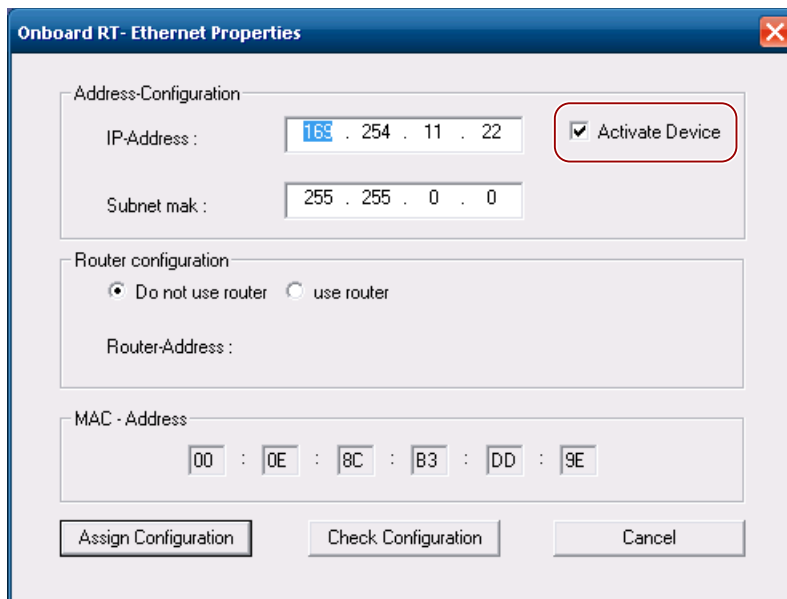 Onboard RT- Ethernet Properties
Address-Configuration
IP-Address : 169 . 254 . 11 . 22
Activate Device
Subnet mak : 255 . 255 . 0 . 0
Router configuration
Do not use router use router
Router-Address :
MAC - Address
00 : 0E : 8C : B3 : DD : 9E
Assign Configuration Check Configuration Cancel